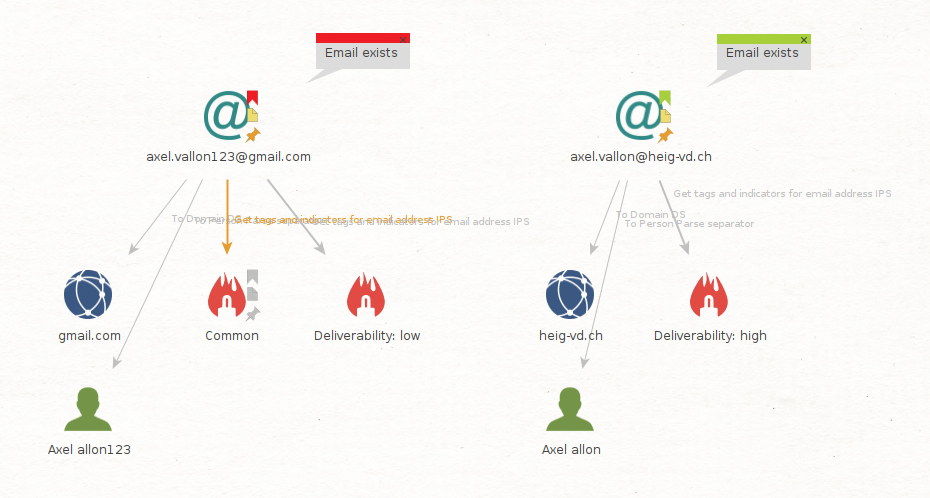 Email exists
Email exists
axel.vallon123@gmail.com
axel.vallon@heig-vd.ch
Get tags and indicators for email address IPS
To Domain DS
To Person Parse separator
Get tags and indicators for email address IPS
Get tags and indicators for email address IPS
To Domain DS
To Person Parse separator
gmail.com
Common
Deliverability: low
heig-vd.ch
Deliverability: high
Axel allon123
Axel allon